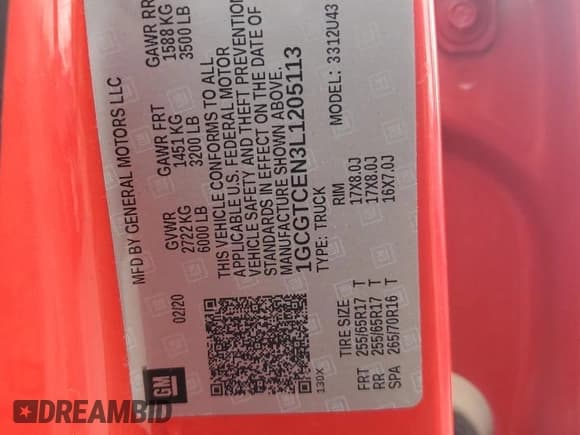 MFD BY GENERAL MOTORS LLC
02/20 GVWR GAWR FRT GAWR RR
2722 KG 1451 KG 1588 KG
6000 LB 3200 LB 3500 LB
THIS VEHICLE CONFORMS TO ALL
APPLICABLE U.S. FEDERAL MOTOR
VEHICLE SAFETY AND THEFT PREVENTION
STANDARDS IN EFFECT ON THE DATE OF
MANUFACTURE SHOWN ABOVE.
1GCGTCEN3L1205113
TYPE: TRUCK MODEL: 3312U43
GM
130X
TIRE SIZE RIM
FRT 255/65R17 T 17X8.0J
RR 255/65R17 T 17X8.0J
SPA 265/70R16 T 16X7.0J
DREAMBID